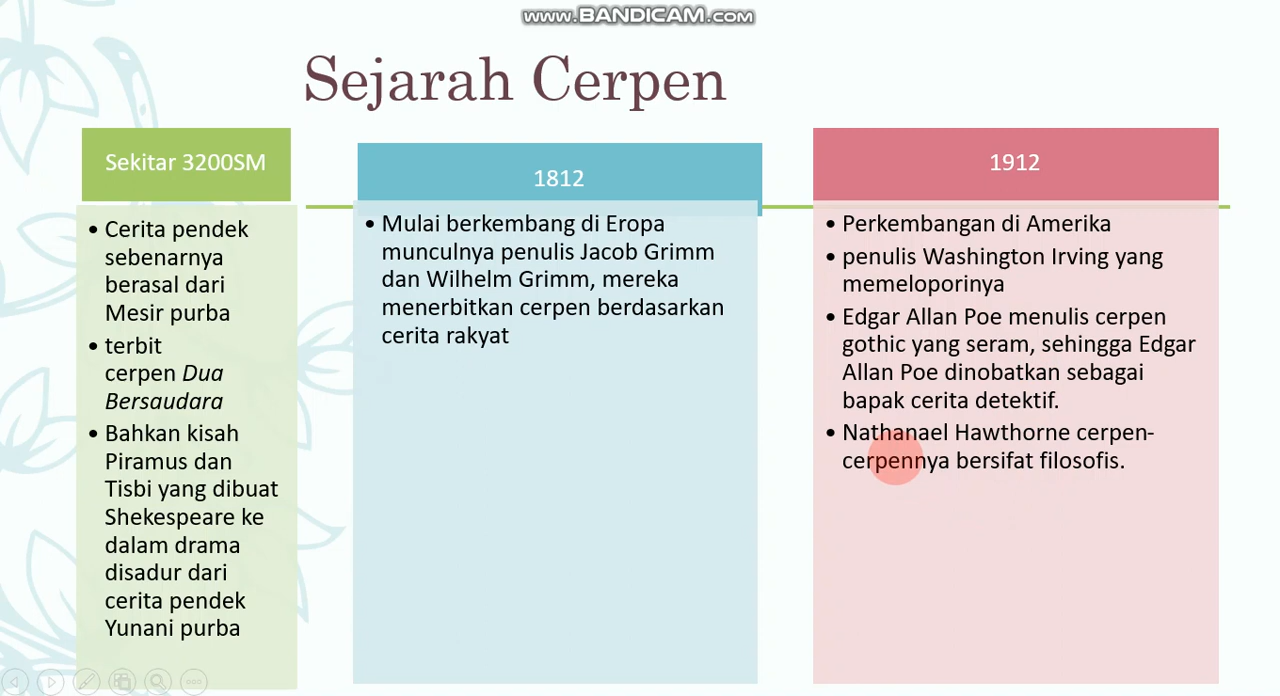 www.BANDICAM.com
Sejarah Cerpen
Sekitar 3200SM
• Cerita pendek
sebenarnya
berasal dari
Mesir purba
• terbit
cerpen Dua
Bersaudara
• Bahkan kisah
Piramus dan
Tisbi yang dibuat
Shekespeare ke
dalam drama
disadur dari
cerita pendek
Yunani purba
1812
• Mulai berkembang di Eropa
munculnya penulis Jacob Grimm
dan Wilhelm Grimm, mereka
menerbitkan cerpen berdasarkan
cerita rakyat
1912
• Perkembangan di Amerika
• penulis Washington Irving yang
memeloporinya
• Edgar Allan Poe menulis cerpen
gothic yang seram, sehingga Edgar
Allan Poe dinobatkan sebagai
bapak cerita detektif.
• Nathanael Hawthorne cerpen-
cerpennya bersifat filosofis.